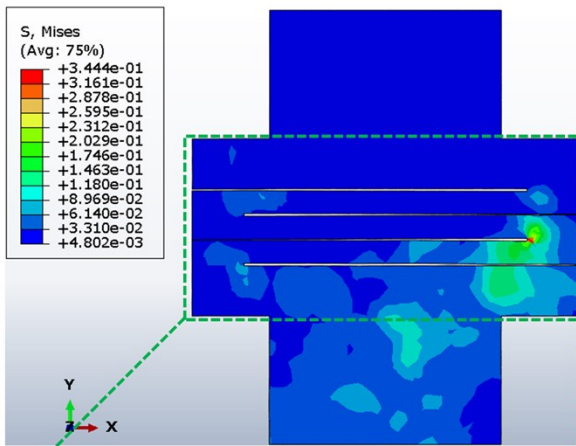 S, Mises
(Avg: 75%)
+3.444e-01
+3.161e-01
+2.878e-01
+2.595e-01
+2.312e-01
+2.029e-01
+1.746e-01
+1.463e-01
+1.180e-01
+8.969e-02
+6.140e-02
+3.310e-02
+4.802e-03
Y
Z X